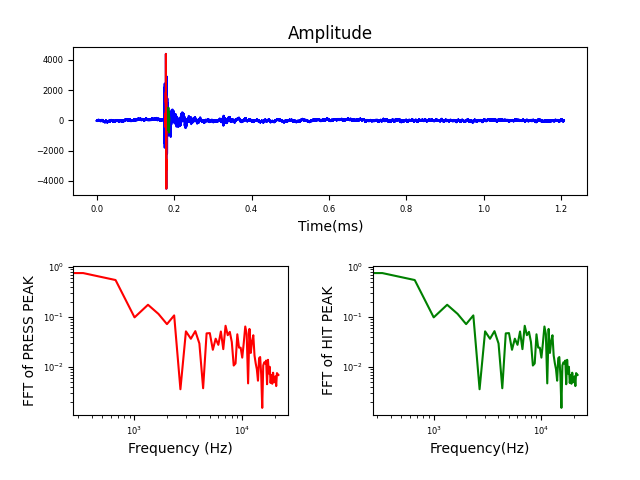 Amplitude
4000
2000
0
−2000
−4000
0.0 0.2 0.4 0.6 0.8 1.0 1.2
Time(ms)
FFT of PRESS PEAK
10⁰
10⁻¹
10⁻²
10³ 10⁴
Frequency (Hz)
FFT of HIT PEAK
10⁰
10⁻¹
10⁻²
10³ 10⁴
Frequency(Hz)